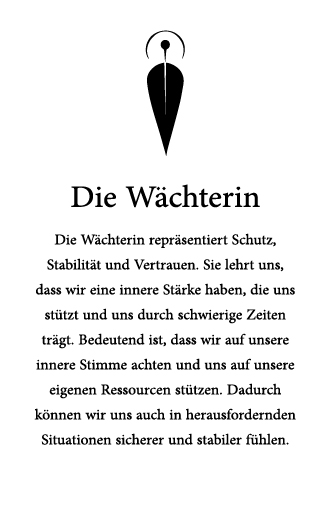 Die Wächterin
Die Wächterin repräsentiert Schutz,
Stabilität und Vertrauen. Sie lehrt uns,
dass wir eine innere Stärke haben, die uns
stützt und uns durch schwierige Zeiten
trägt. Bedeutend ist, dass wir auf unsere
innere Stimme achten und uns auf unsere
eigenen Ressourcen stützen. Dadurch
können wir uns auch in herausfordernden
Situationen sicherer und stabiler fühlen.